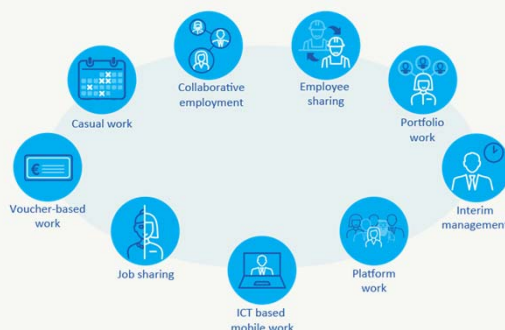 Collaborative
employment
Employee
sharing
Casual work
Portfolio
work
€
Voucher-based
work
Interim
management
Job sharing
Platform
work
ICT based
mobile work